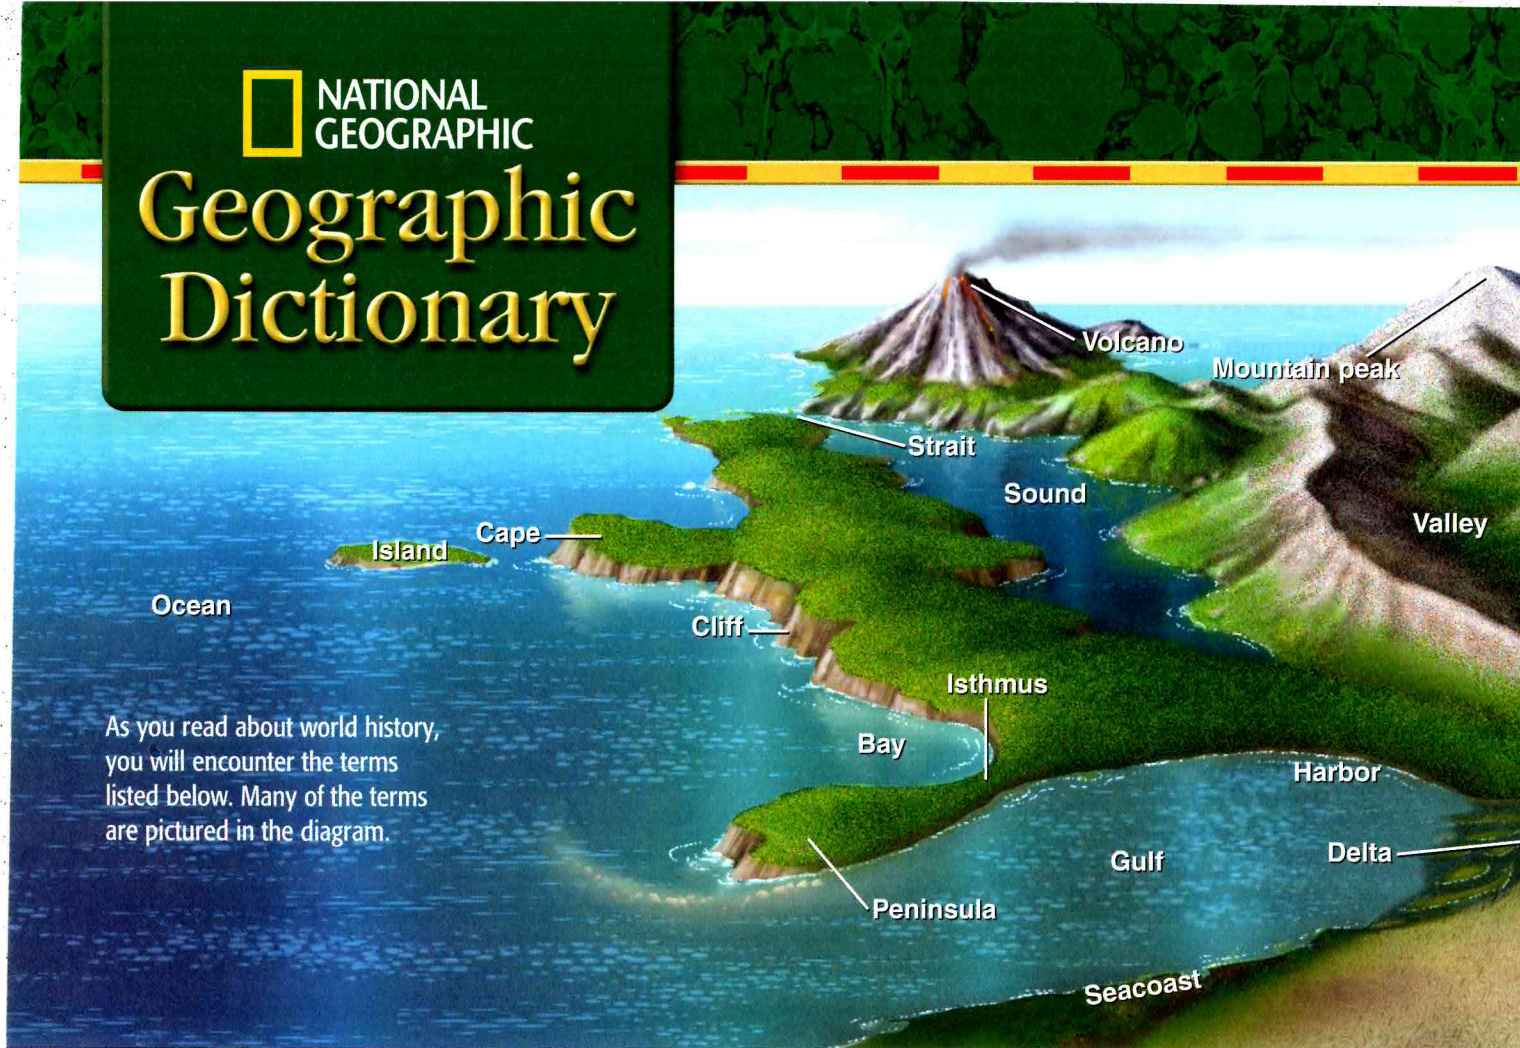 NATIONAL
GEOGRAPHIC
Geographic
Dictionary
Volcano
Mountain peak
Strait
Sound
Valley
Cape
Island
Ocean
Cliff
Isthmus
As you read about world history,
you will encounter the terms
listed below. Many of the terms
are pictured in the diagram.
Bay
Harbor
Delta
Gulf
Peninsula
Seacoast